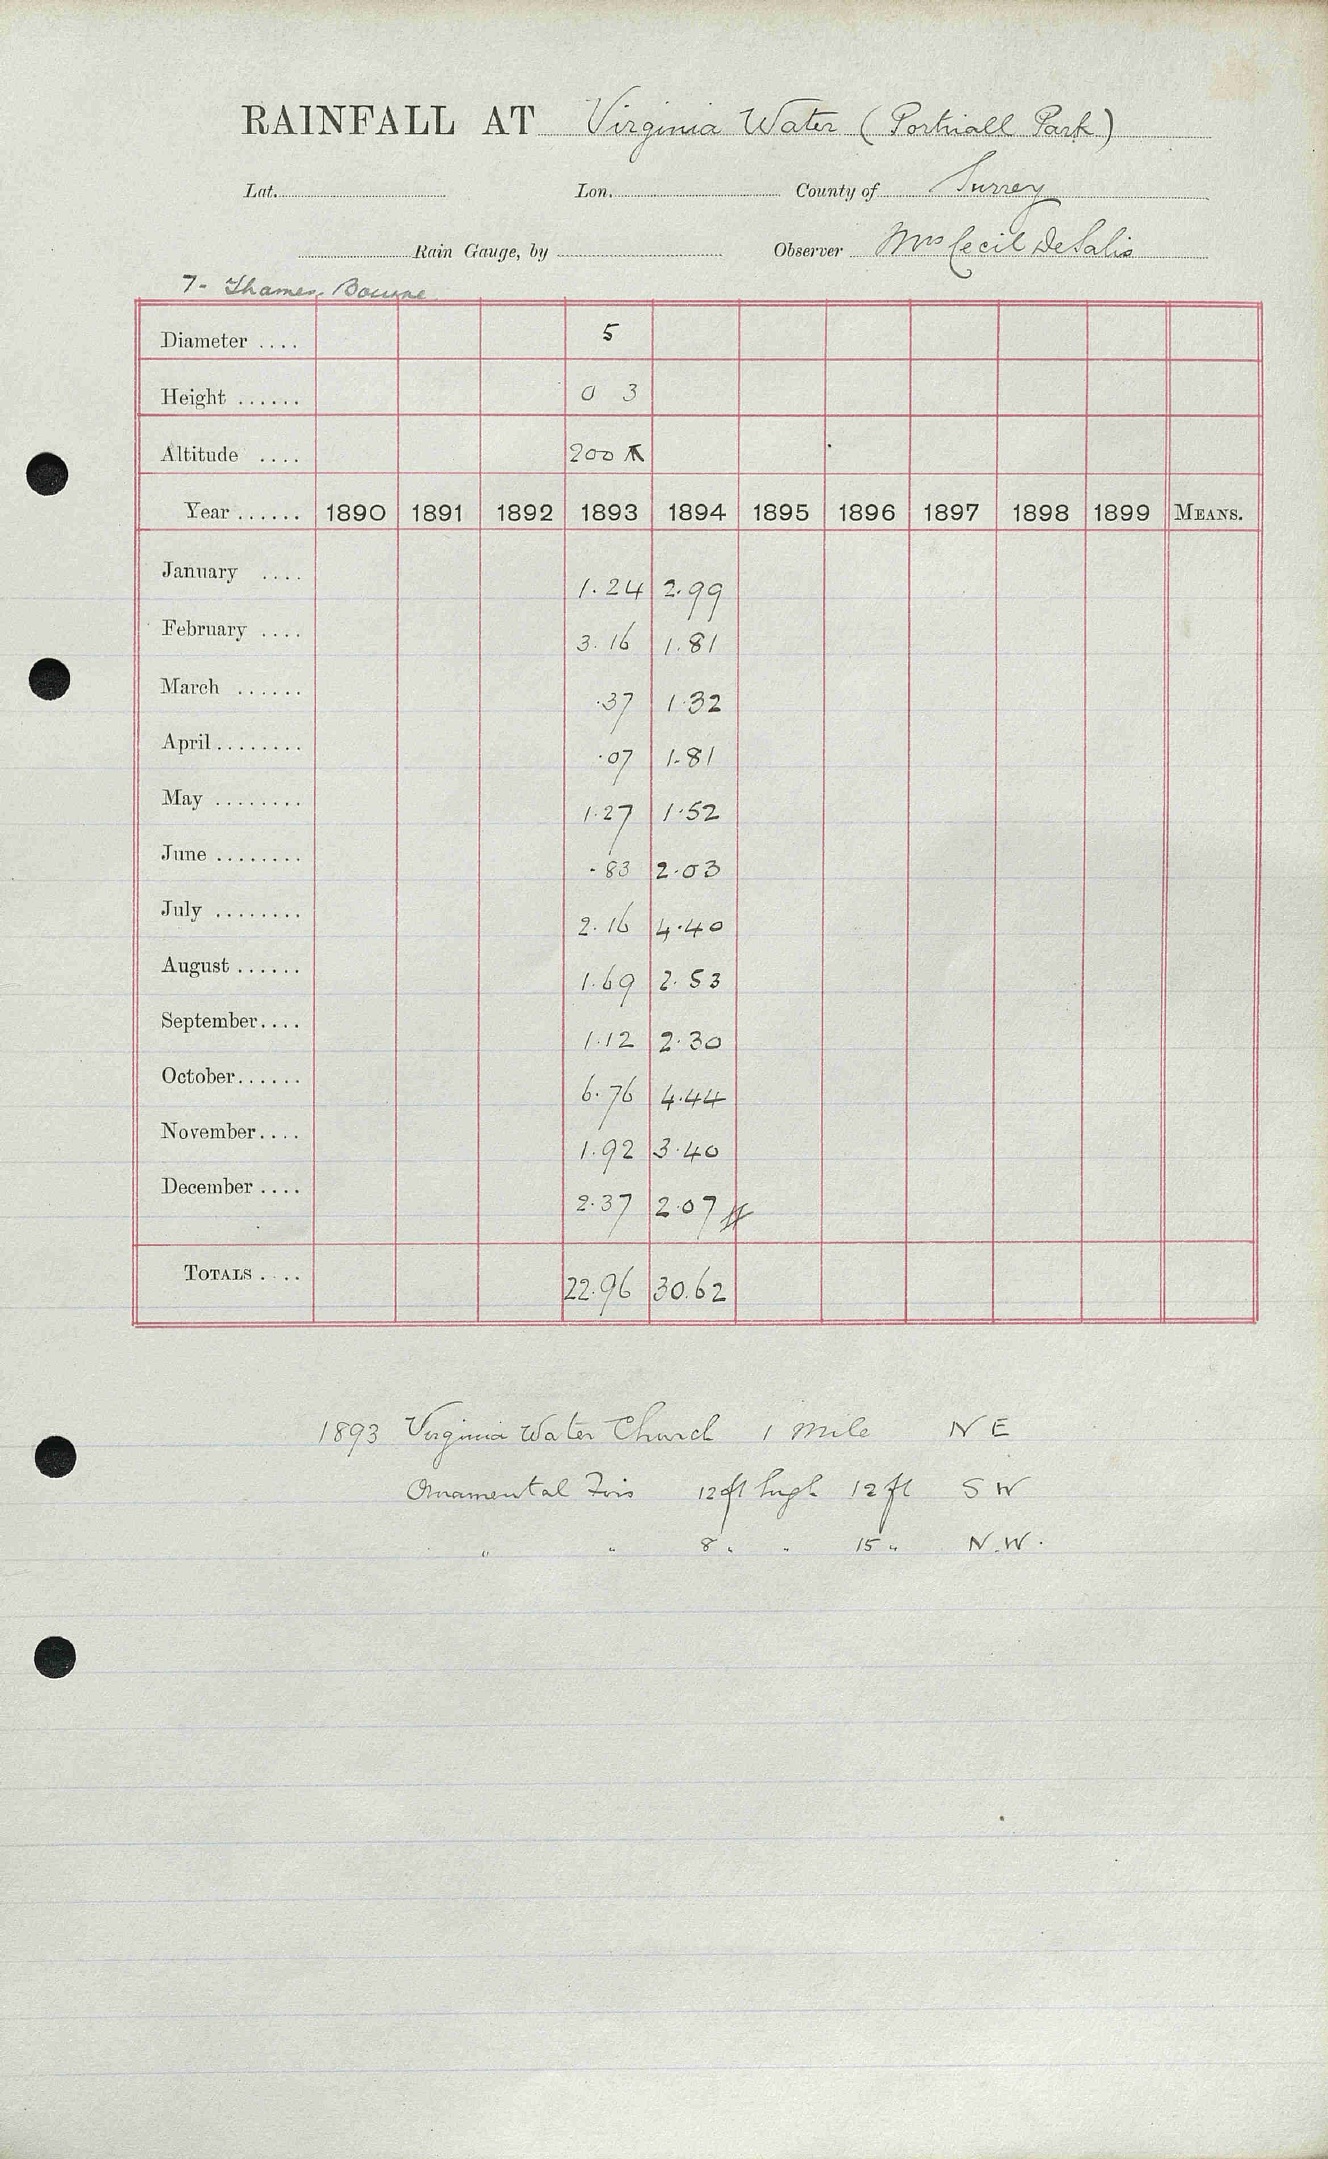 RAINFALL AT Virginia Water (Portnall Park)
Lat. Lon. County of Surrey
Rain Gauge, by Observer Mrs Cecil De Salis
7 - Thames, Bourne
Diameter .... 5
Height ...... 0 3
Altitude .... 200
Year ...... 1890 1891 1892 1893 1894 1895 1896 1897 1898 1899 MEANS.
January .... 1.24 2.99
February .... 3.16 1.81
March ...... .37 1.32
April ........ .07 1.81
May ........ 1.27 1.52
June ........ .83 2.03
July ........ 2.16 4.40
August ...... 1.69 2.53
September.... 1.12 2.30
October...... 6.76 4.44
November.... 1.92 3.40
December .... 2.37 2.07
TOTALS .... 22.96 30.62
1893 Virginia Water Church 1 mile NE
Ornamental Firs 12 ft high 12 ft SW
" " 8 " " 15 " N.W.